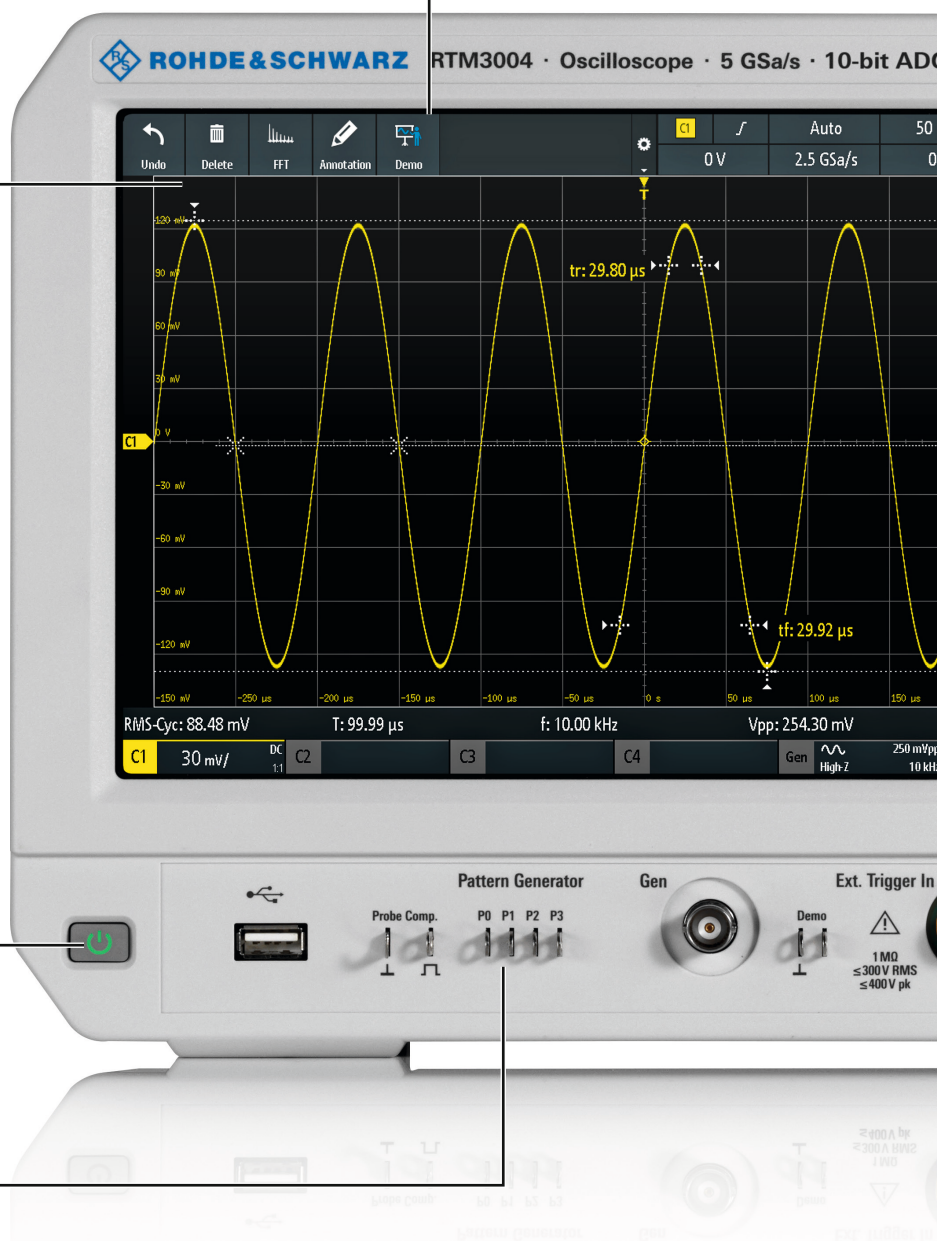 ROHDE & SCHWARZ RTM3004 · Oscilloscope · 5 GSa/s · 10-bit ADC
Undo Delete FFT Annotation Demo
C1 Auto 50
0 V 2.5 GSa/s 0
T
120 mV
90 mV
tr: 29.80 µs
60 mV
30 mV
C1 0 V
-30 mV
-60 mV
-90 mV
tf: 29.92 µs
-120 mV
-150 mV -250 µs -200 µs -150 µs -100 µs -50 µs 0 s 50 µs 100 µs 150 µs
RMS-Cyc: 88.48 mV T: 99.99 µs f: 10.00 kHz Vpp: 254.30 mV
C1 30 mV/ DC 1:1 C2 C3 C4 Gen High-Z 250 mVpp 10 kHz
Pattern Generator Gen Ext. Trigger In
Probe Comp. P0 P1 P2 P3 Demo
1 MΩ
≤300 V RMS
≤400 V pk